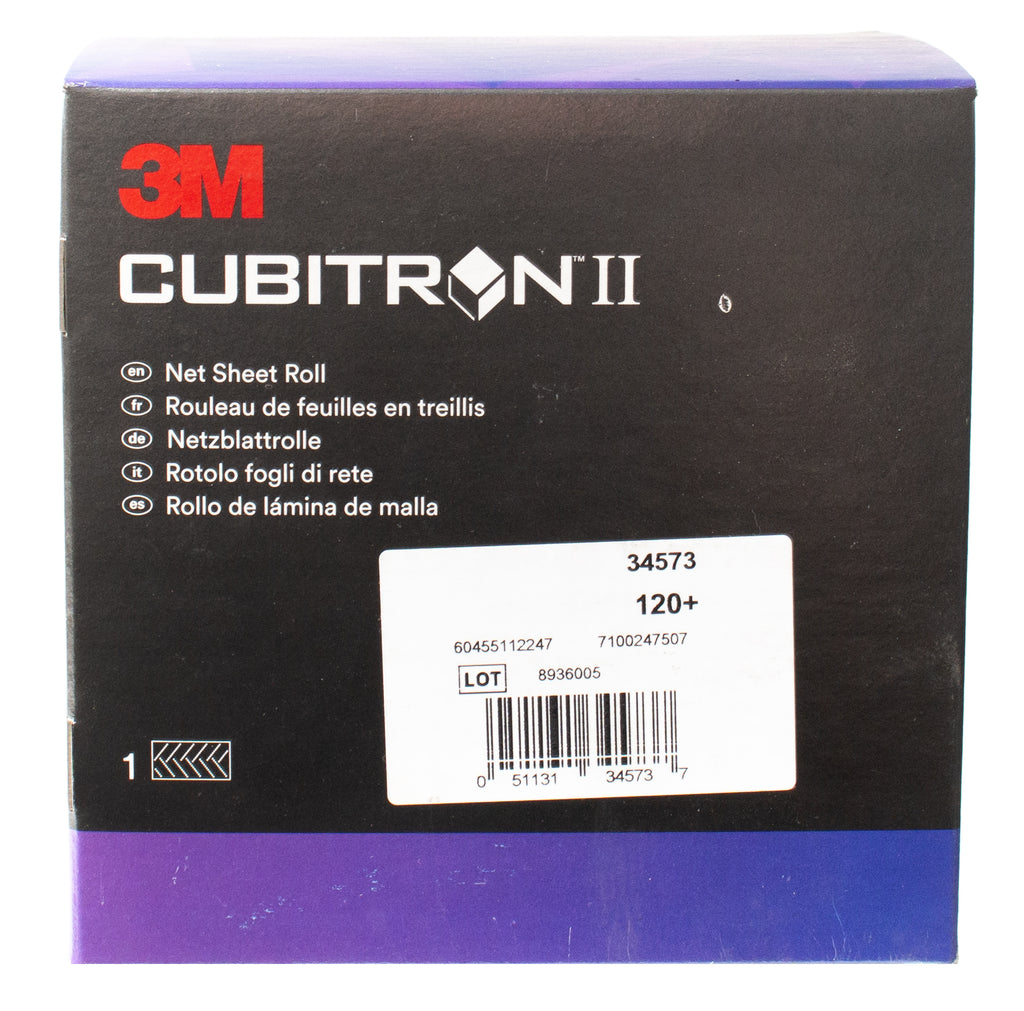 3M
CUBITRON™ II
en Net Sheet Roll
fr Rouleau de feuilles en treillis
de Netzblattrolle
it Rotolo fogli di rete
es Rollo de lámina de malla
34573
120+
60455112247 7100247507
LOT 8936005
0 51131 34573 7
1